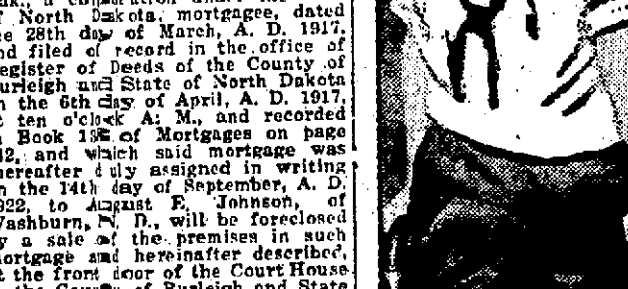 of North Dakota, mortgagee, dated
the 28th day of March, A. D. 1917,
and filed of record in the office of
Register of Deeds of the County of
Burleigh and State of North Dakota
on the 6th day of April, A. D. 1917,
at ten o'clock A. M., and recorded
Book of Mortgages on page
and which said mortgage was
thereafter duly assigned in writing
on the 14th day of September, A. D.
1922, to August E. Johnson, of
Washburn, N. D., will be foreclosed
by a sale of the premises in such
mortgage and hereinafter described,
at the front door of the Court House
County of Burleigh and State